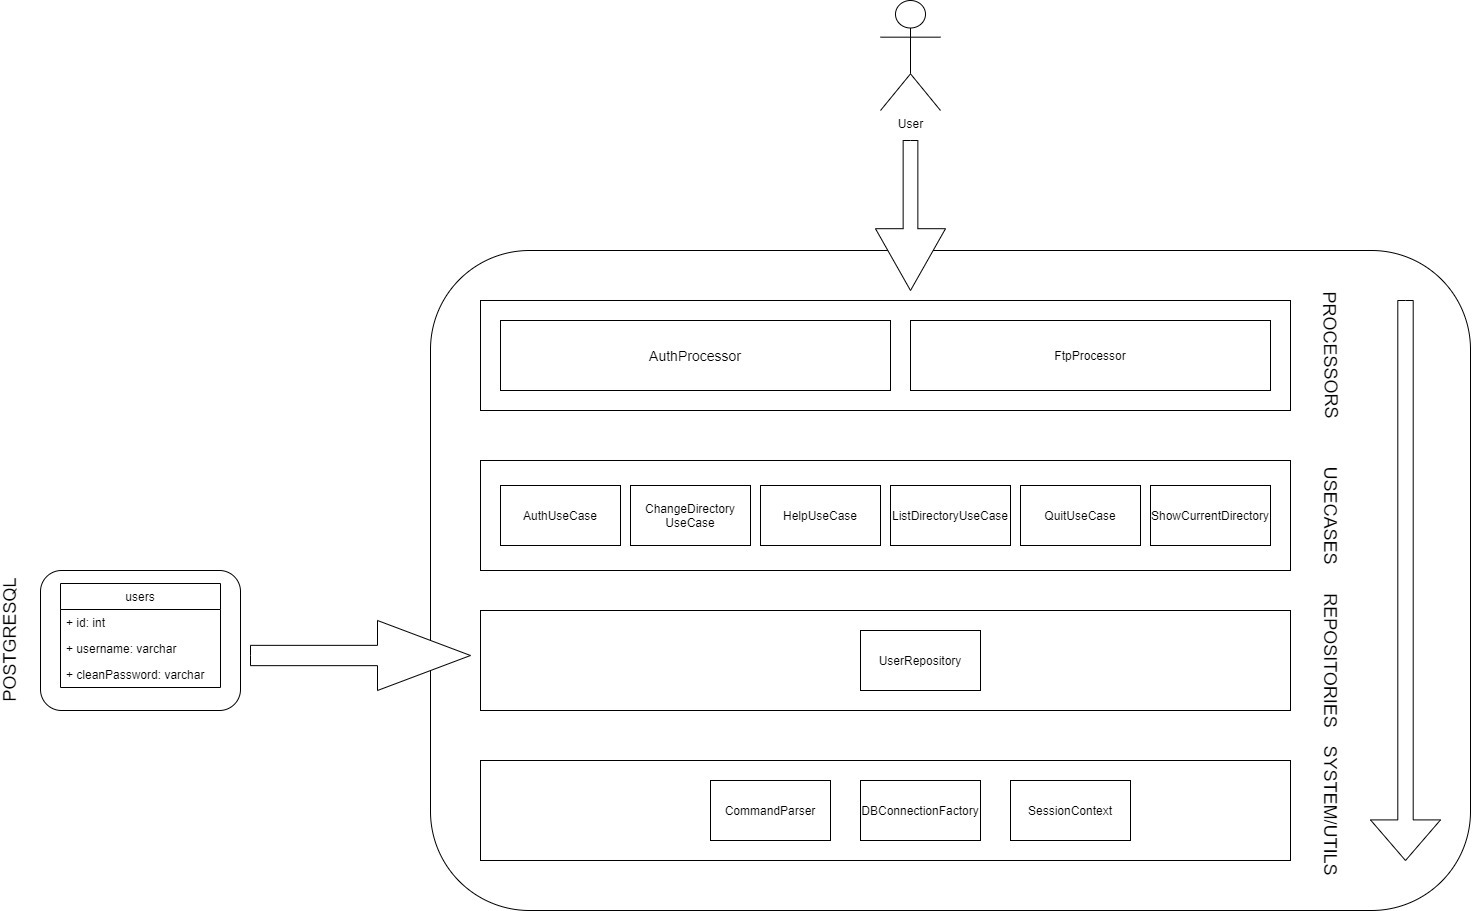 User
PROCESSORS
AuthProcessor
FtpProcessor
USECASES
AuthUseCase
ChangeDirectory
UseCase
HelpUseCase
ListDirectoryUseCase
QuitUseCase
ShowCurrentDirectory
POSTGRESQL
users
+ id: int
+ username: varchar
+ cleanPassword: varchar
REPOSITORIES
UserRepository
SYSTEM/UTILS
CommandParser
DBConnectionFactory
SessionContext